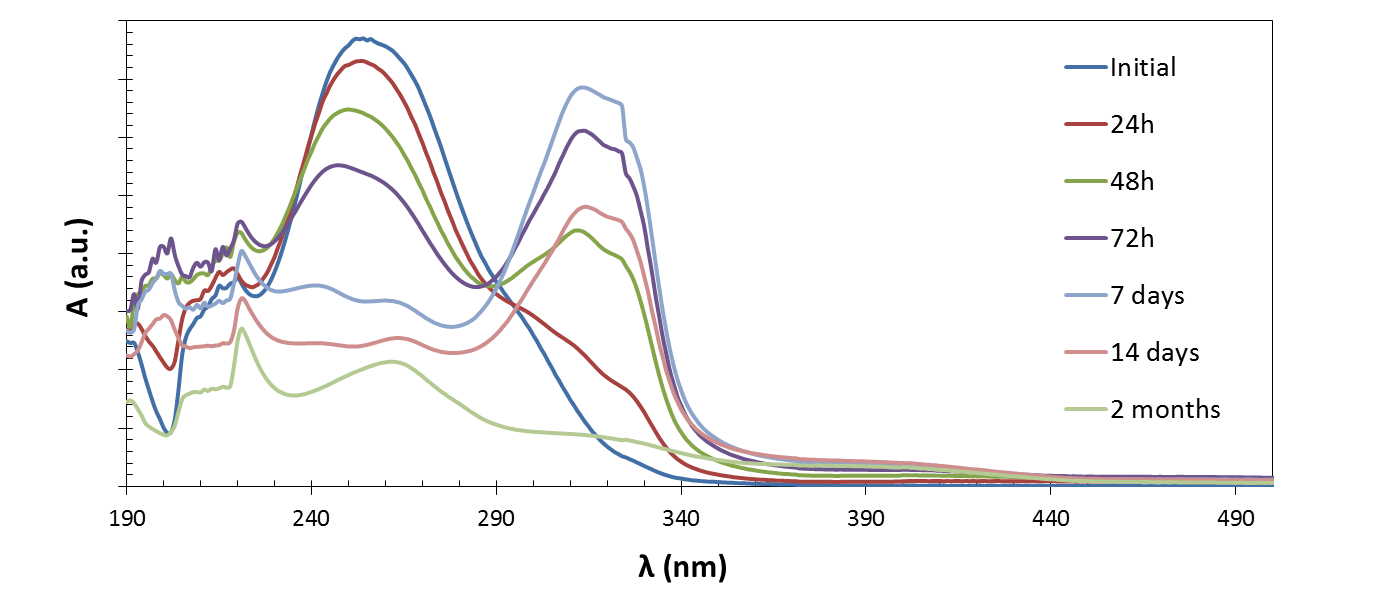 A (a.u.)
Initial
24h
48h
72h
7 days
14 days
2 months
190 240 290 340 390 440 490
λ (nm)